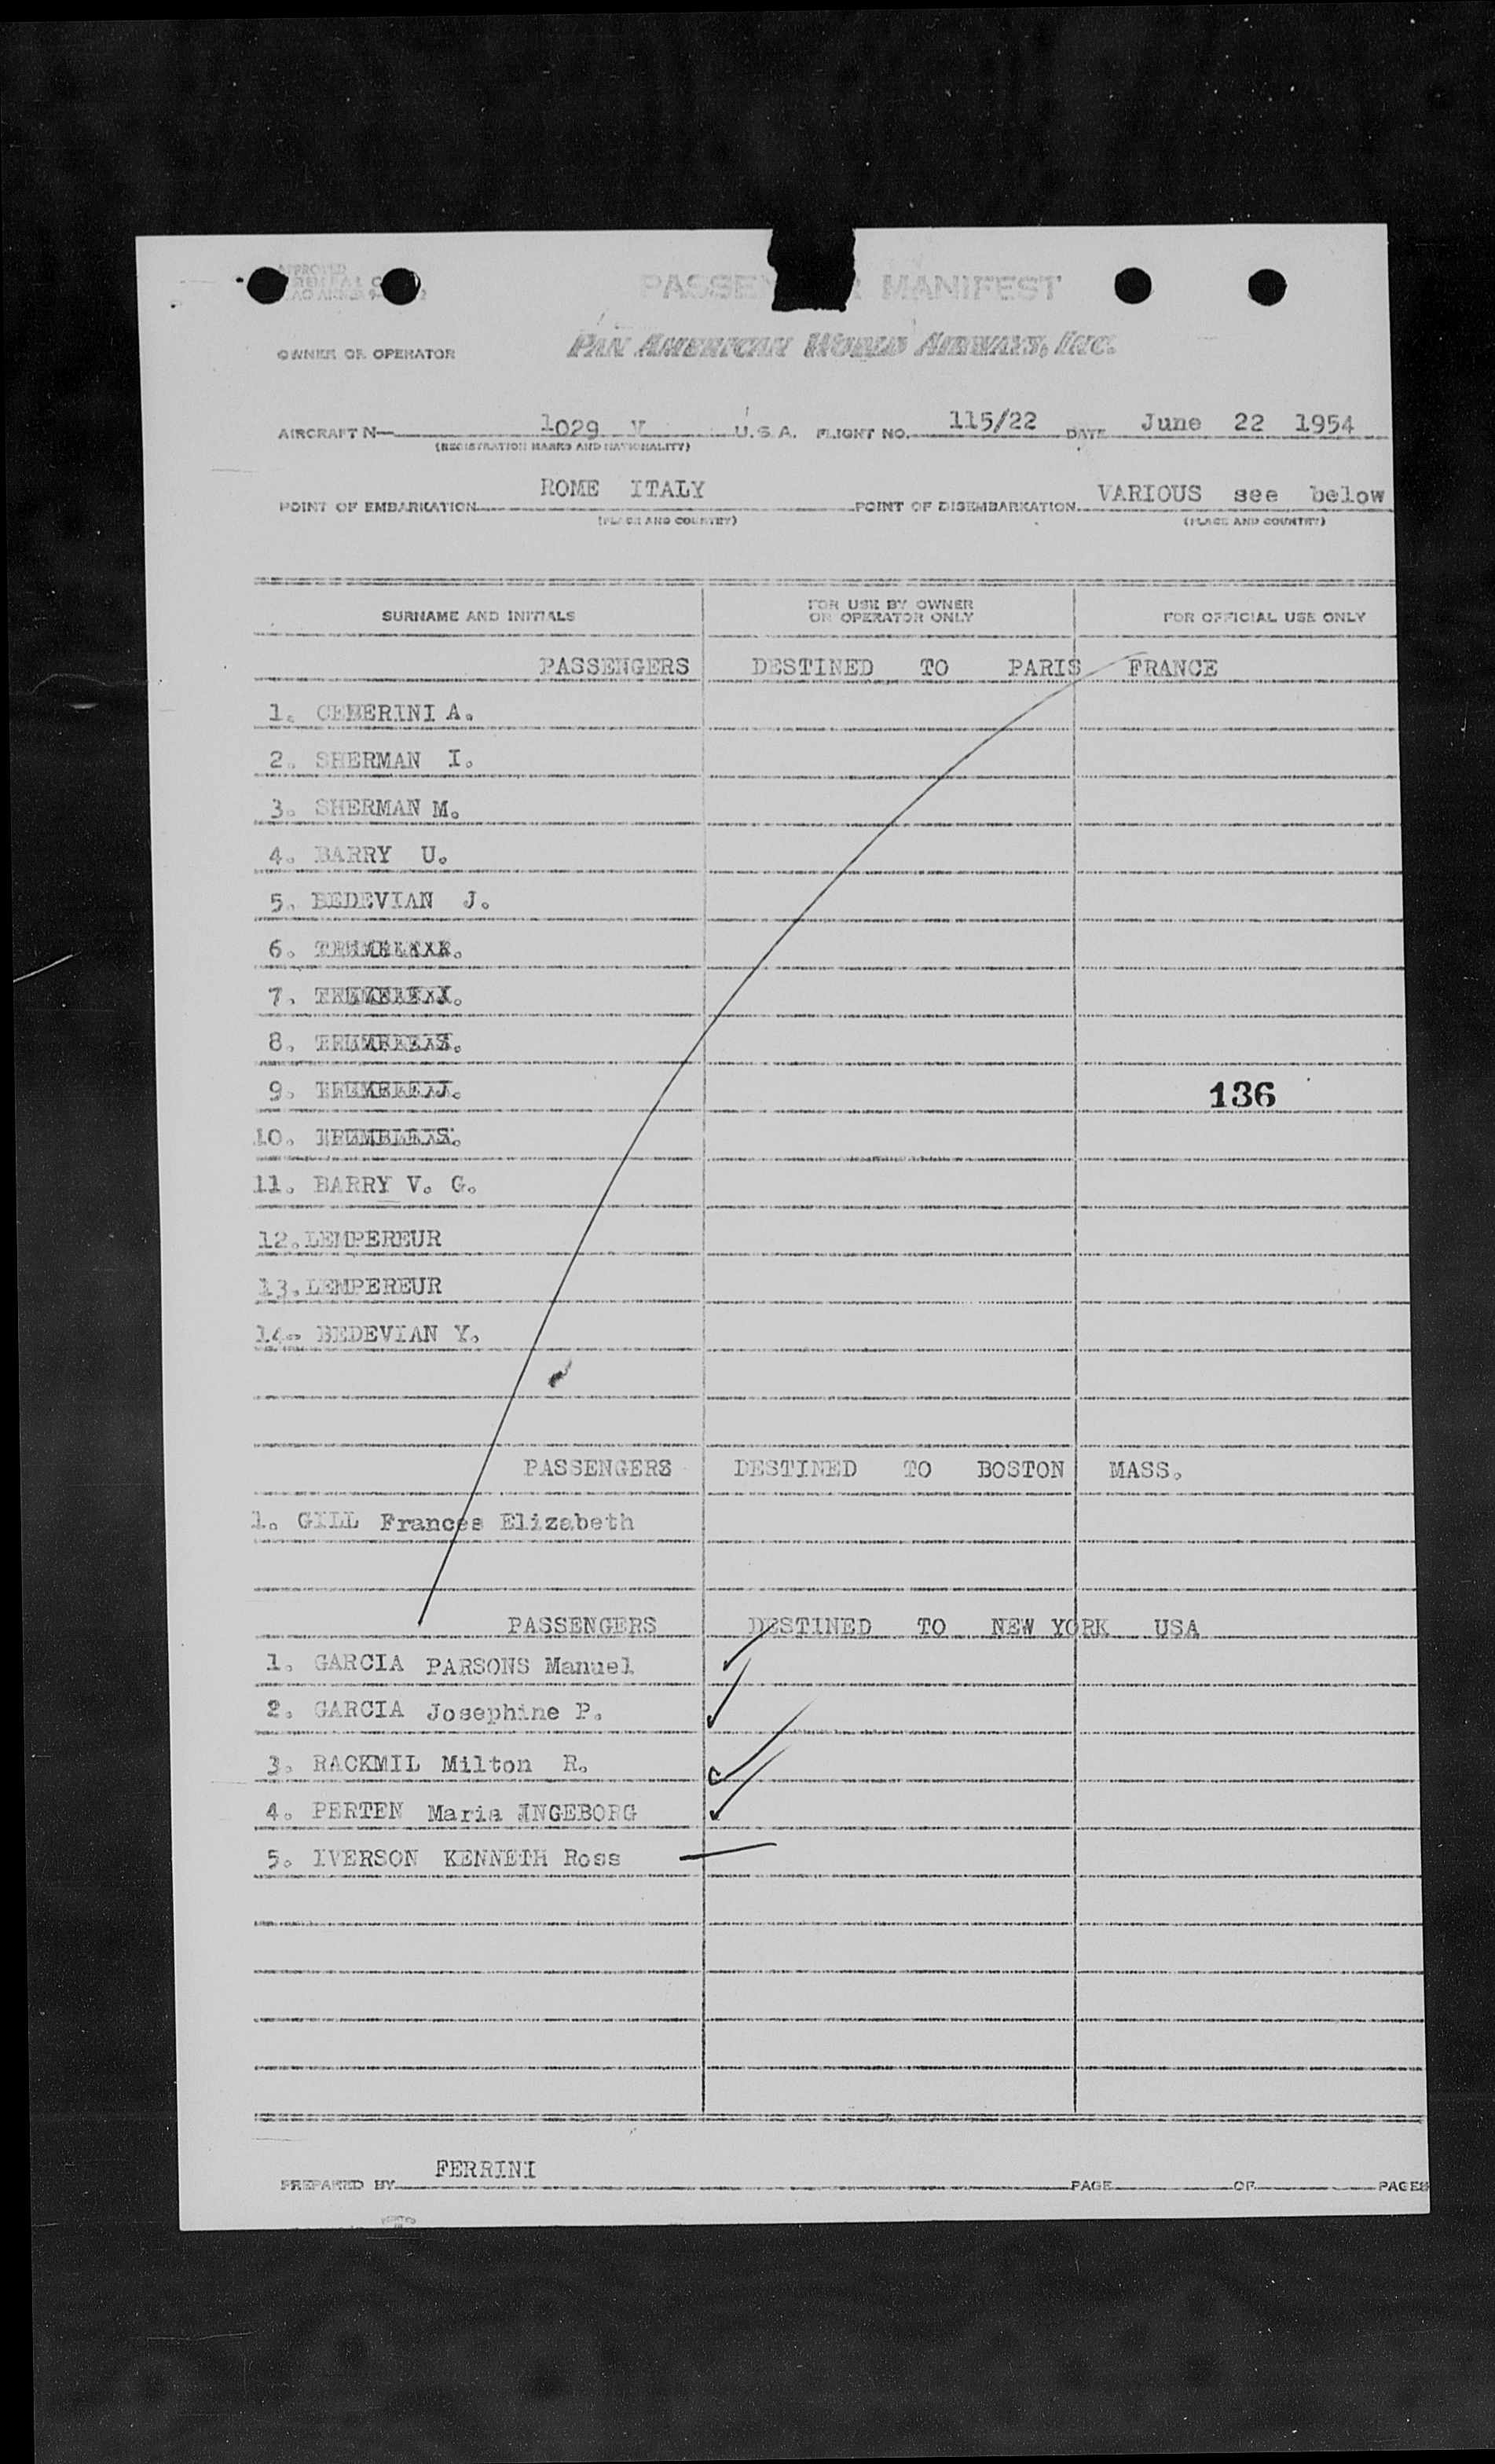 APPROVED
PASSENGER MANIFEST
OWNER OR OPERATOR PAN AMERICAN WORLD AIRWAYS, INC.
AIRCRAFT N— 1029 V U.S.A. FLIGHT NO. 115/22 DATE June 22 1954
(REGISTRATION MARKS AND NATIONALITY)
POINT OF EMBARKATION ROME ITALY POINT OF DISEMBARKATION VARIOUS see below
(PLACE AND COUNTRY) (PLACE AND COUNTRY)
SURNAME AND INITIALS FOR USE BY OWNER OR OPERATOR ONLY FOR OFFICIAL USE ONLY
PASSENGERS DESTINED TO PARIS FRANCE
1. A.
2. SHERMAN I.
3. SHERMAN M.
4. BARRY U.
5. BEDEVIAN J.
6.
7.
8.
9. 136
10.
11. BARRY V. G.
12. LEMPEREUR
13. LEMPEREUR
14- BEDEVIAN Y.
PASSENGERS DESTINED TO BOSTON MASS.
1. GILL Frances Elizabeth
PASSENGERS DESTINED TO NEW YORK USA
1. GARCIA PARSONS Manuel
2. GARCIA Josephine P.
3. RACKMIL Milton R.
4. PERTEN Maria INGEBORG
5. IVERSON KENNETH Ross
PREPARED BY FERRINI PAGE OF PAGES